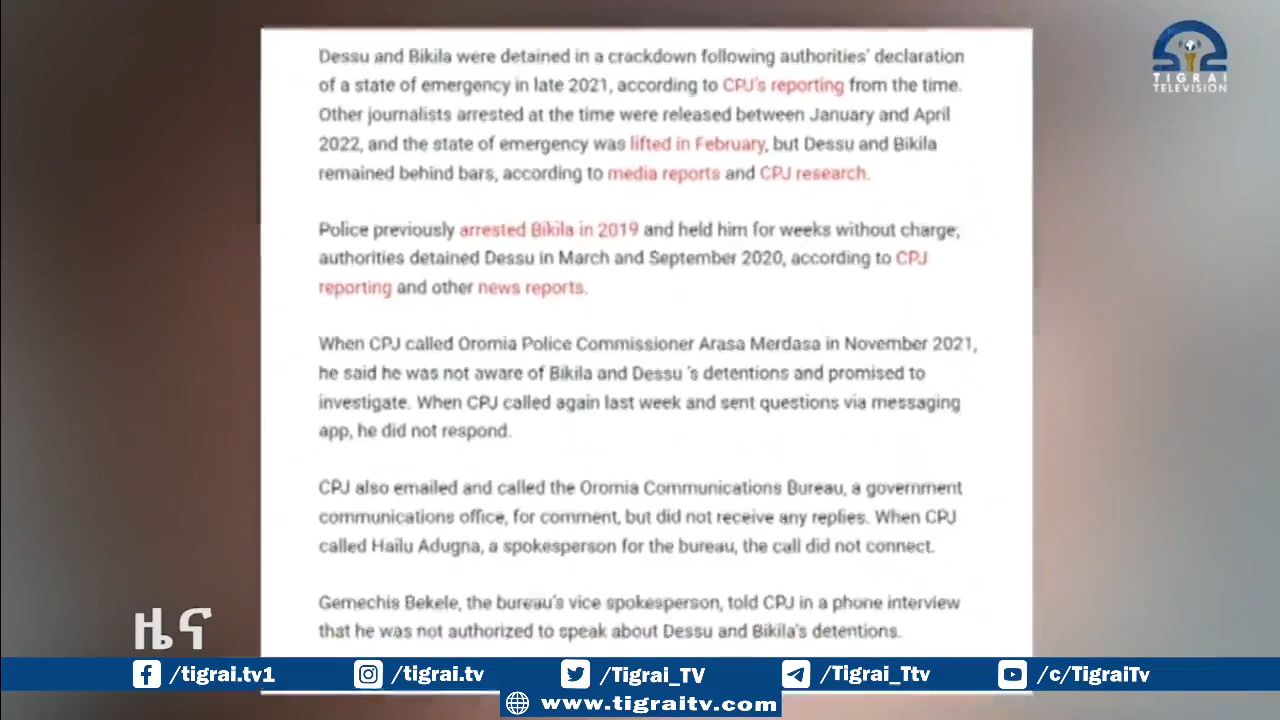 Dessu and Bikila were detained in a crackdown following authorities' declaration
of a state of emergency in late 2021, according to CPJ's reporting from the time.
Other journalists arrested at the time were released between January and April
2022, and the state of emergency was lifted in February, but Dessu and Bikila
remained behind bars, according to media reports and CPJ research.
Police previously arrested Bikila in 2019 and held him for weeks without charge;
authorities detained Dessu in March and September 2020, according to CPJ
reporting and other news reports.
When CPJ called Oromia Police Commissioner Arasa Merdasa in November 2021,
he said he was not aware of Bikila and Dessu 's detentions and promised to
investigate. When CPJ called again last week and sent questions via messaging
app, he did not respond.
CPJ also emailed and called the Oromia Communications Bureau, a government
communications office, for comment, but did not receive any replies. When CPJ
called Hailu Adugna, a spokesperson for the bureau, the call did not connect.
Gemechis Bekele, the bureau's vice spokesperson, told CPJ in a phone interview
that he was not authorized to speak about Dessu and Bikila's detentions.
TIGRAI
TELEVISION
ዜና
/tigrai.tv1 /tigrai.tv /Tigrai_TV /Tigrai_Ttv /c/TigraiTv
www.tigraitv.com